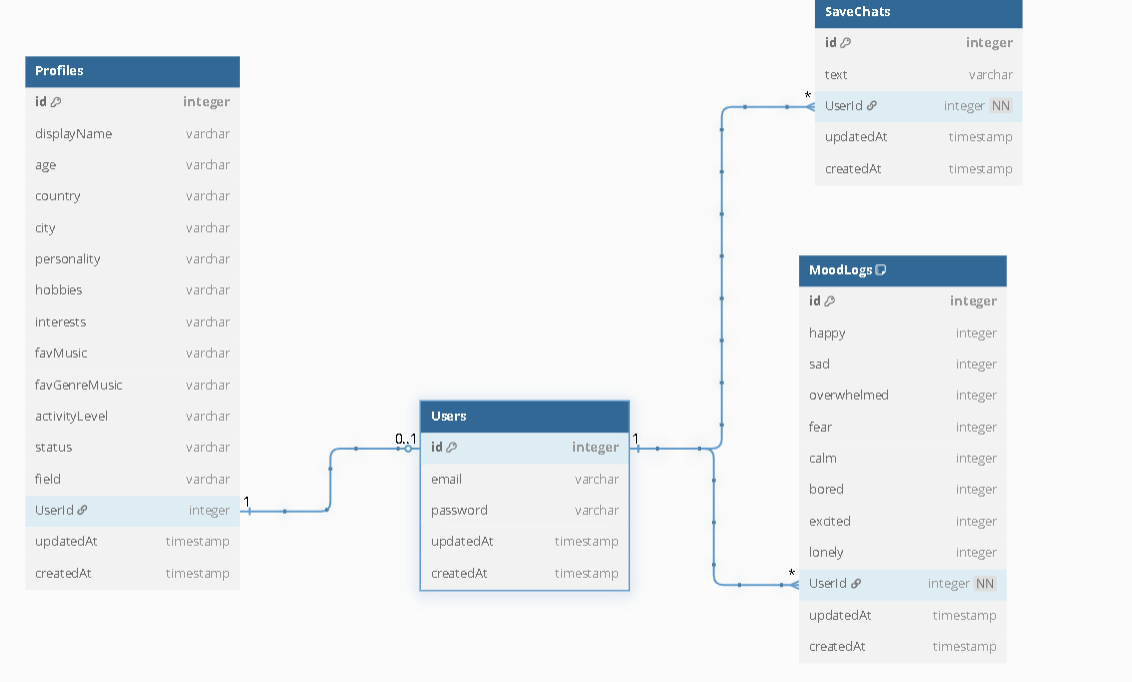 SaveChats
id integer
text varchar
UserId integer NN
updatedAt timestamp
createdAt timestamp
Profiles
id integer
displayName varchar
age varchar
country varchar
city varchar
personality varchar
hobbies varchar
interests varchar
favMusic varchar
favGenreMusic varchar
activityLevel varchar
status varchar
field varchar
UserId integer
updatedAt timestamp
createdAt timestamp
1
0..1
Users
id integer
email varchar
password varchar
updatedAt timestamp
createdAt timestamp
1
*
*
MoodLogs
id integer
happy integer
sad integer
overwhelmed integer
fear integer
calm integer
bored integer
excited integer
lonely integer
UserId integer NN
updatedAt timestamp
createdAt timestamp